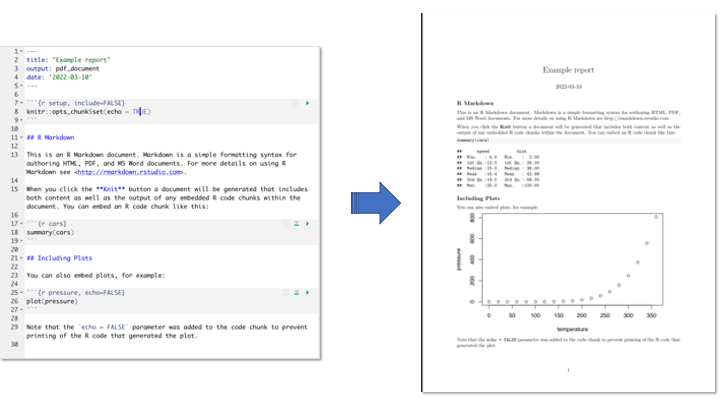 1 ---
2 title: "Example report"
3 output: pdf_document
4 date: '2022-03-10'
5 ---
6
7 ```{r setup, include=FALSE}
8 knitr::opts_chunk$set(echo = TRUE)
9 ```
10
11 ## R Markdown
12
13 This is an R Markdown document. Markdown is a simple formatting syntax for
authoring HTML, PDF, and MS Word documents. For more details on using R
Markdown see <http://rmarkdown.rstudio.com>.
14
15 When you click the **Knit** button a document will be generated that includes
both content as well as the output of any embedded R code chunks within the
document. You can embed an R code chunk like this:
16
17 ```{r cars}
18 summary(cars)
19 ```
20
21 ## Including Plots
22
23 You can also embed plots, for example:
24
25 ```{r pressure, echo=FALSE}
26 plot(pressure)
27 ```
28
29 Note that the `echo = FALSE` parameter was added to the code chunk to prevent
printing of the R code that generated the plot.
30
Example report
2022-03-10
R Markdown
This is an R Markdown document. Markdown is a simple formatting syntax for authoring HTML, PDF,
and MS Word documents. For more details on using R Markdown see http://rmarkdown.rstudio.com.
When you click the Knit button a document will be generated that includes both content as well as the
output of any embedded R code chunks within the document. You can embed an R code chunk like this:
summary(cars)
## speed dist
## Min. : 4.0 Min. : 2.00
## 1st Qu.:12.0 1st Qu.: 26.00
## Median :15.0 Median : 36.00
## Mean :15.4 Mean : 42.98
## 3rd Qu.:19.0 3rd Qu.: 56.00
## Max. :25.0 Max. :120.00
Including Plots
You can also embed plots, for example:
pressure
800
600
400
200
0
0 50 100 150 200 250 300 350
temperature
Note that the echo = FALSE parameter was added to the code chunk to prevent printing of the R code that
generated the plot.
1